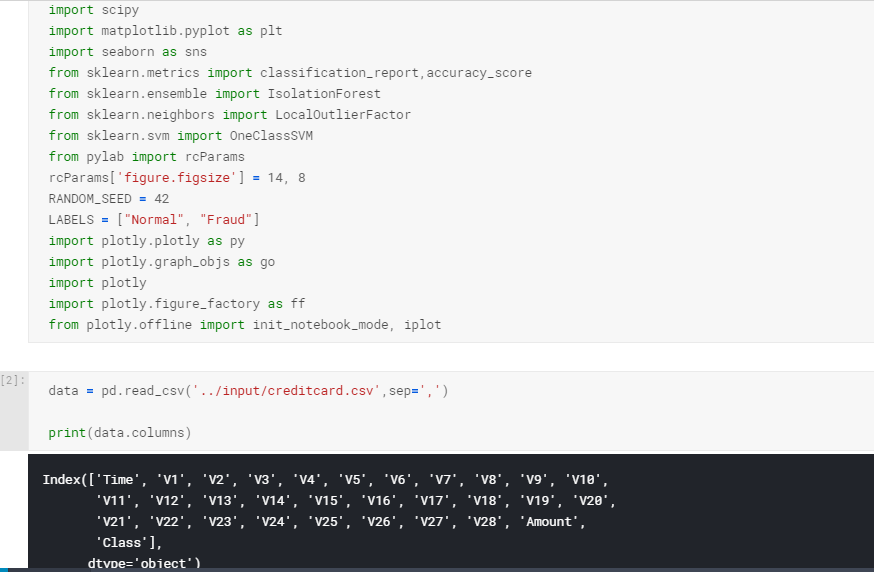 import scipy
import matplotlib.pyplot as plt
import seaborn as sns
from sklearn.metrics import classification_report,accuracy_score
from sklearn.ensemble import IsolationForest
from sklearn.neighbors import LocalOutlierFactor
from sklearn.svm import OneClassSVM
from pylab import rcParams
rcParams['figure.figsize'] = 14, 8
RANDOM_SEED = 42
LABELS = ["Normal", "Fraud"]
import plotly.plotly as py
import plotly.graph_objs as go
import plotly
import plotly.figure_factory as ff
from plotly.offline import init_notebook_mode, iplot
[2]:
data = pd.read_csv('../input/creditcard.csv',sep=',')
print(data.columns)
Index(['Time', 'V1', 'V2', 'V3', 'V4', 'V5', 'V6', 'V7', 'V8', 'V9', 'V10',
'V11', 'V12', 'V13', 'V14', 'V15', 'V16', 'V17', 'V18', 'V19', 'V20',
'V21', 'V22', 'V23', 'V24', 'V25', 'V26', 'V27', 'V28', 'Amount',
'Class'],
dtype='object')